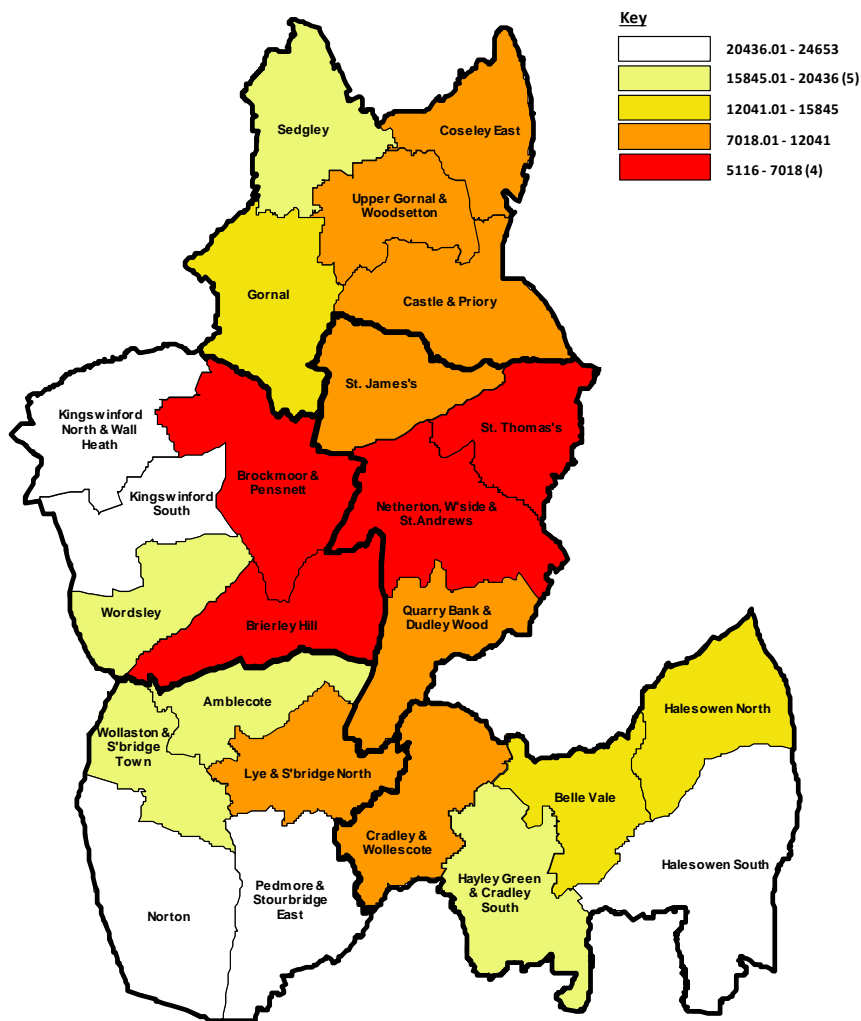 Key
20436.01 - 24653
15845.01 - 20436 (5)
12041.01 - 15845
7018.01 - 12041
5116 - 7018 (4)
Sedgley
Coseley East
Upper Gornal &
Woodsetton
Gornal
Castle & Priory
St. James's
Kingswinford
North & Wall
Heath
St. Thomas's
Brockmoor &
Pensnett
Kingswinford
South
Netherton, W'side &
St.Andrews
Wordsley
Brierley Hill
Quarry Bank &
Dudley Wood
Amblecote
Halesowen North
Wollaston &
S'bridge
Town
Lye & S'bridge North
Belle Vale
Cradley &
Wollescote
Halesowen South
Hayley Green
& Cradley
South
Pedmore &
Stourbridge
East
Norton